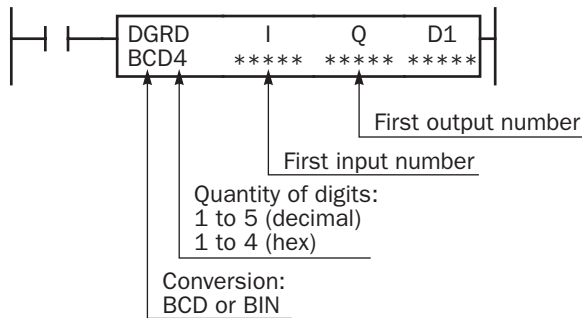 DGRD I Q D1
BCD4 ***** ***** *****
First output number
First input number
Quantity of digits:
1 to 5 (decimal)
1 to 4 (hex)
Conversion:
BCD or BIN